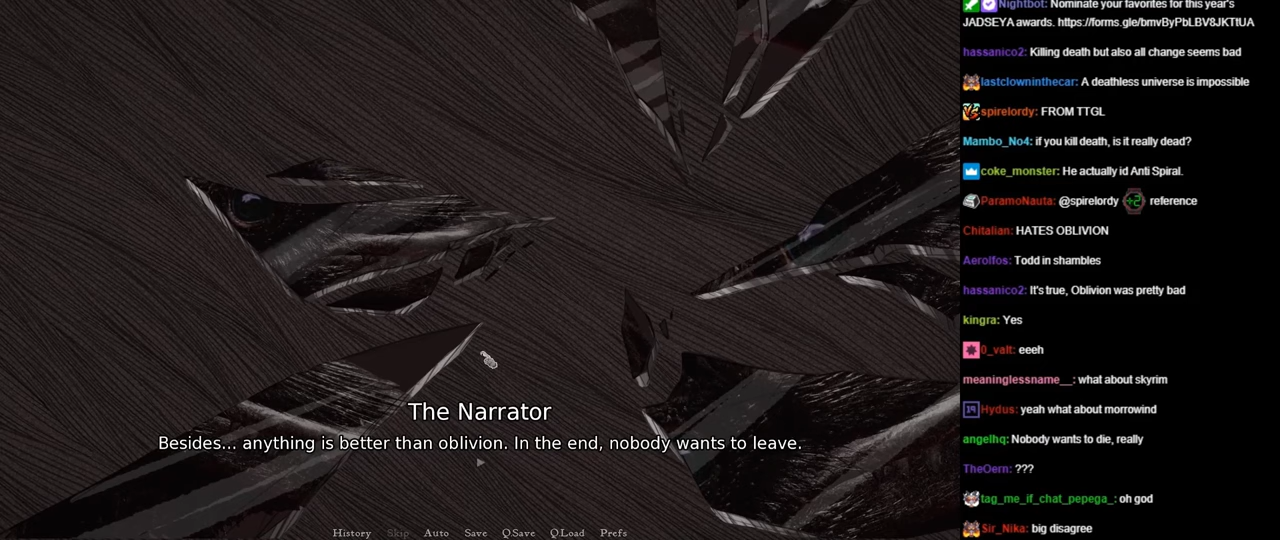 The Narrator
Besides... anything is better than oblivion. In the end, nobody wants to leave.
History Skip Auto Save QSave QLoad Prefs
Nightbot: Nominate your favorites for this year's
JADSEYA awards. https://forms.gle/bmvByPbLBV8JKTtUA
hassanico2: Killing death but also all change seems bad
lastclowninthecar: A deathless universe is impossible
spirelordy: FROM TTGL
Mambo_No4: if you kill death, is it really dead?
coke_monster: He actually id Anti Spiral.
ParamoNauta: @spirelordy +2 reference
Chitalian: HATES OBLIVION
Aerolfos: Todd in shambles
hassanico2: It's true, Oblivion was pretty bad
kingra: Yes
0_valt: eeeh
meaninglessname__: what about skyrim
Hydus: yeah what about morrowind
angelhq: Nobody wants to die, really
TheOern: ???
tag_me_if_chat_pepega_: oh god
Sir_Nika: big disagree